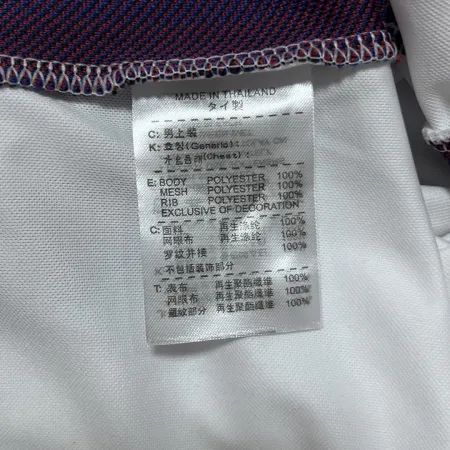 MADE IN THAILAND
タイ製
C: 男上装
K: 호칭(Generic):
(Chest):
E: BODY POLYESTER 100%
MESH POLYESTER 100%
RIB POLYESTER 100%
EXCLUSIVE OF DECORATION
C: 面料 再生涤纶 100%
网眼布 再生涤纶 100%
罗纹并接 100%
不包括装饰部分
T: 表布 再生聚酯纖維 100%
网眼布 再生聚酯纖維 100%
羅紋部分 再生聚酯纖維 100%